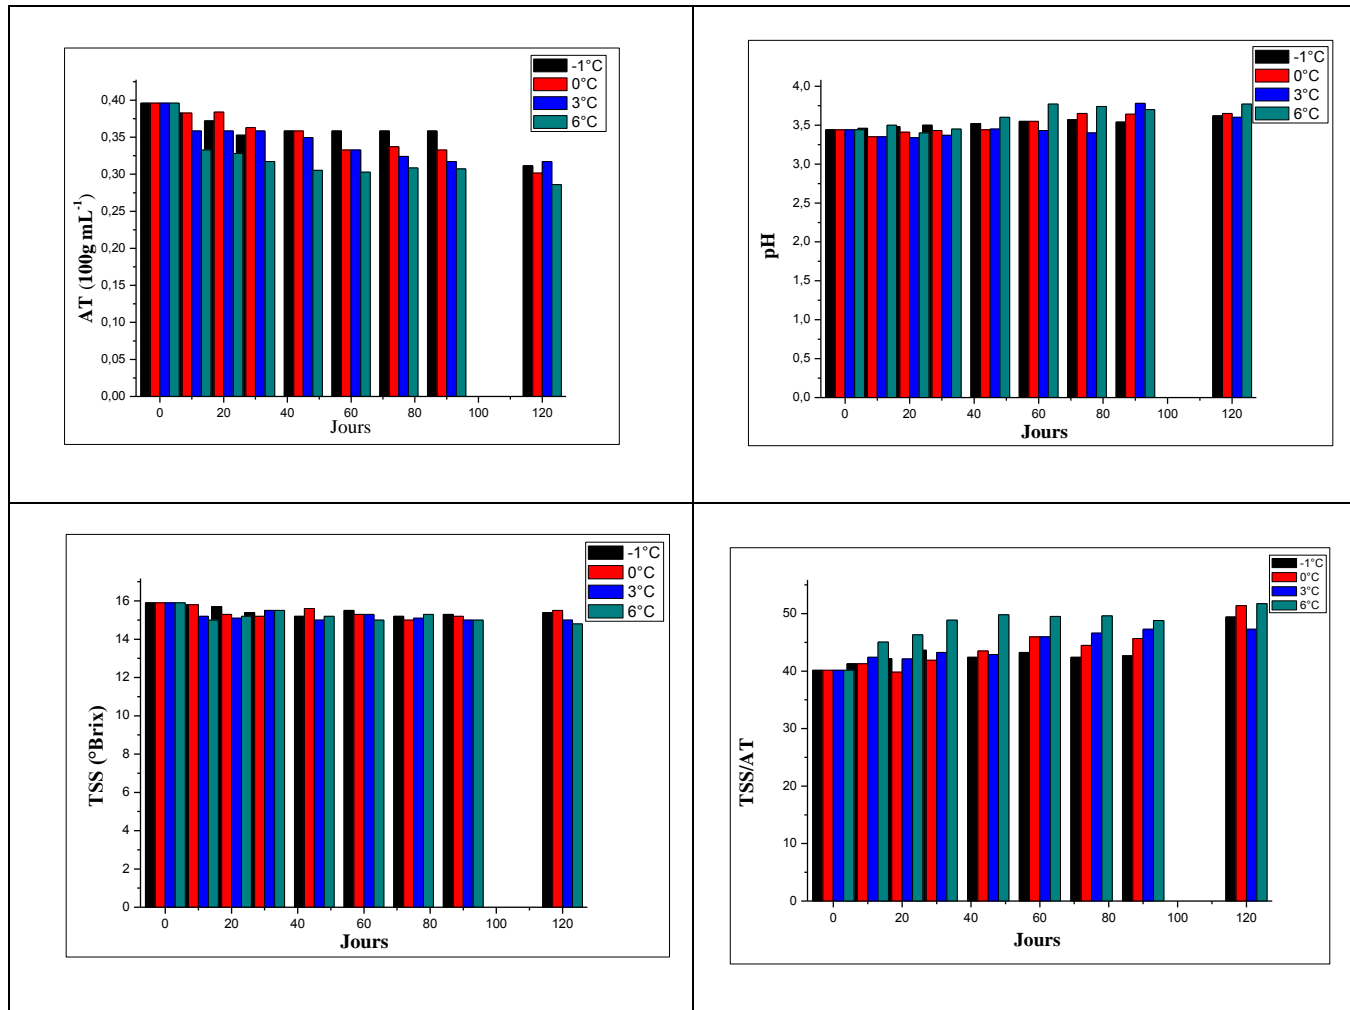 -1°C
0°C
3°C
6°C
0,40
0,35
0,30
0,25
0,20
0,15
0,10
0,05
0,00
AT (100g mL-1)
0 20 40 60 80 100 120
Jours
-1°C
0°C
3°C
6°C
4,0
3,5
3,0
2,5
2,0
1,5
1,0
0,5
0,0
pH
0 20 40 60 80 100 120
Jours
-1°C
0°C
3°C
6°C
16
14
12
10
8
6
4
2
0
TSS (°Brix)
0 20 40 60 80 100 120
Jours
-1°C
0°C
3°C
6°C
50
40
30
20
10
0
TSS/AT
0 20 40 60 80 100 120
Jours